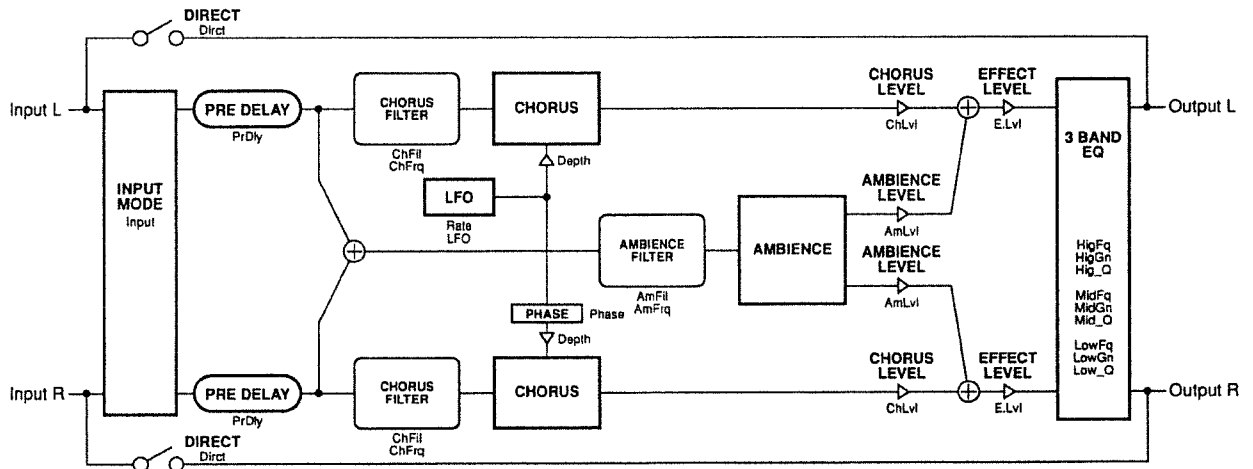 DIRECT
Dirct
Input L
PRE DELAY
PrDly
CHORUS
FILTER
ChFil
ChFrq
CHORUS
Depth
CHORUS
LEVEL
ChLvl
EFFECT
LEVEL
E.Lvl
Output L
INPUT
MODE
Input
LFO
Rate
LFO
AMBIENCE
FILTER
AmFil
AmFrq
AMBIENCE
AMBIENCE
LEVEL
AmLvl
AMBIENCE
LEVEL
AmLvl
3 BAND
EQ
HigFq
HigGn
Hig_Q
MidFq
MidGn
Mid_Q
LowFq
LowGn
Low_Q
PHASE
Phase
Depth
Input R
PRE DELAY
PrDly
CHORUS
FILTER
ChFil
ChFrq
CHORUS
CHORUS
LEVEL
ChLvl
EFFECT
LEVEL
E.Lvl
Output R
DIRECT
Dirct